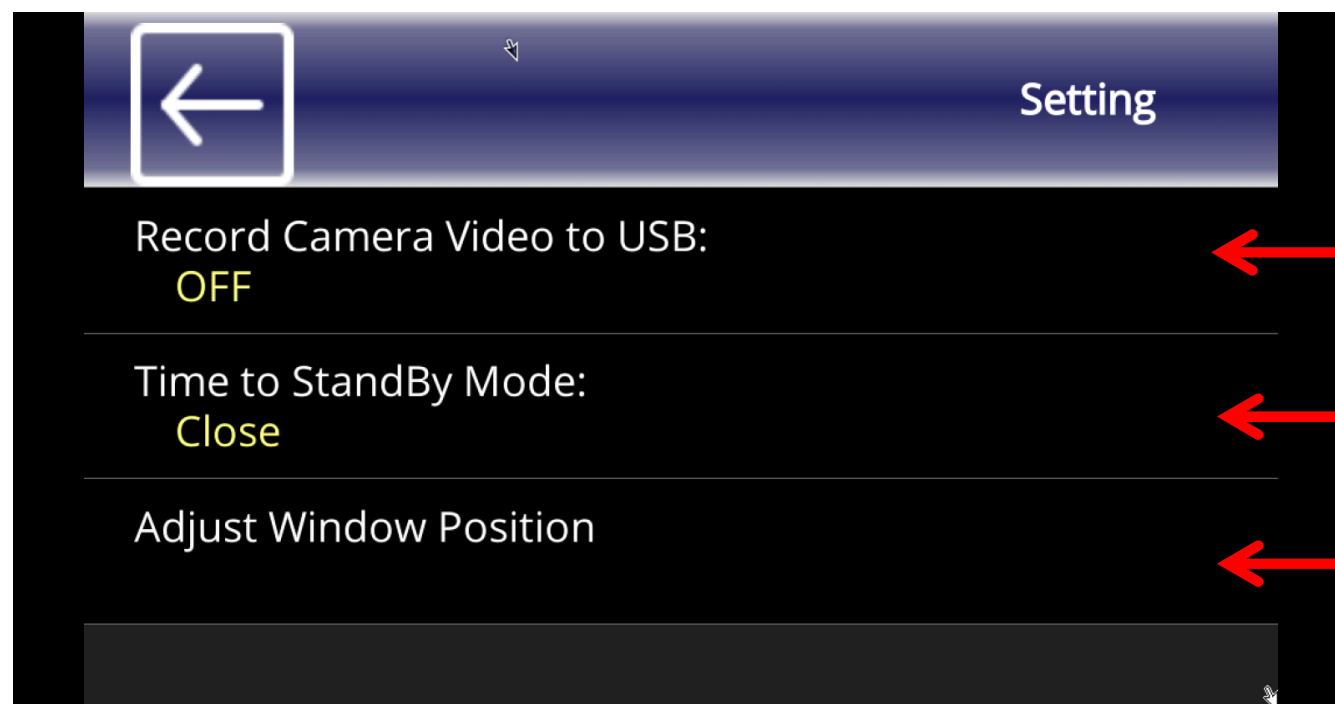 Setting
Record Camera Video to USB:
OFF
Time to StandBy Mode:
Close
Adjust Window Position